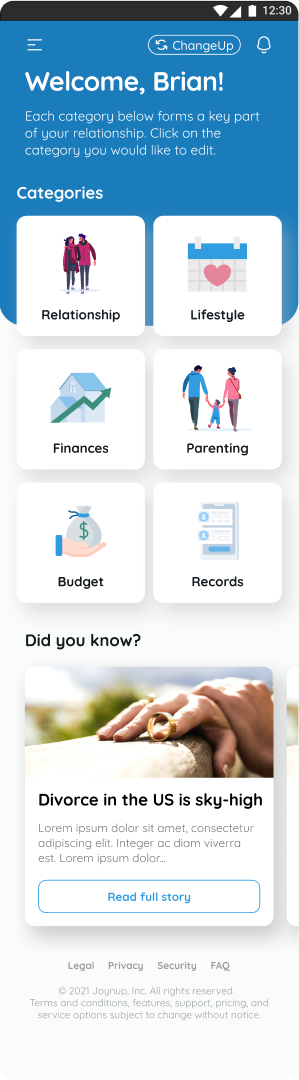 12:30
ChangeUp
Welcome, Brian!
Each category below forms a key part
of your relationship. Click on the
category you would like to edit.
Categories
Relationship
Lifestyle
Finances
Parenting
Budget
Records
Did you know?
Divorce in the US is sky-high
Lorem ipsum dolor sit amet, consectetur
adipiscing elit. Integer ac diam viverra
est. Lorem ipsum dolor...
Read full story
Legal Privacy Security FAQ
© 2021 Joynup, Inc. All rights reserved.
Terms and conditions, features, support, pricing, and
service options subject to change without notice.